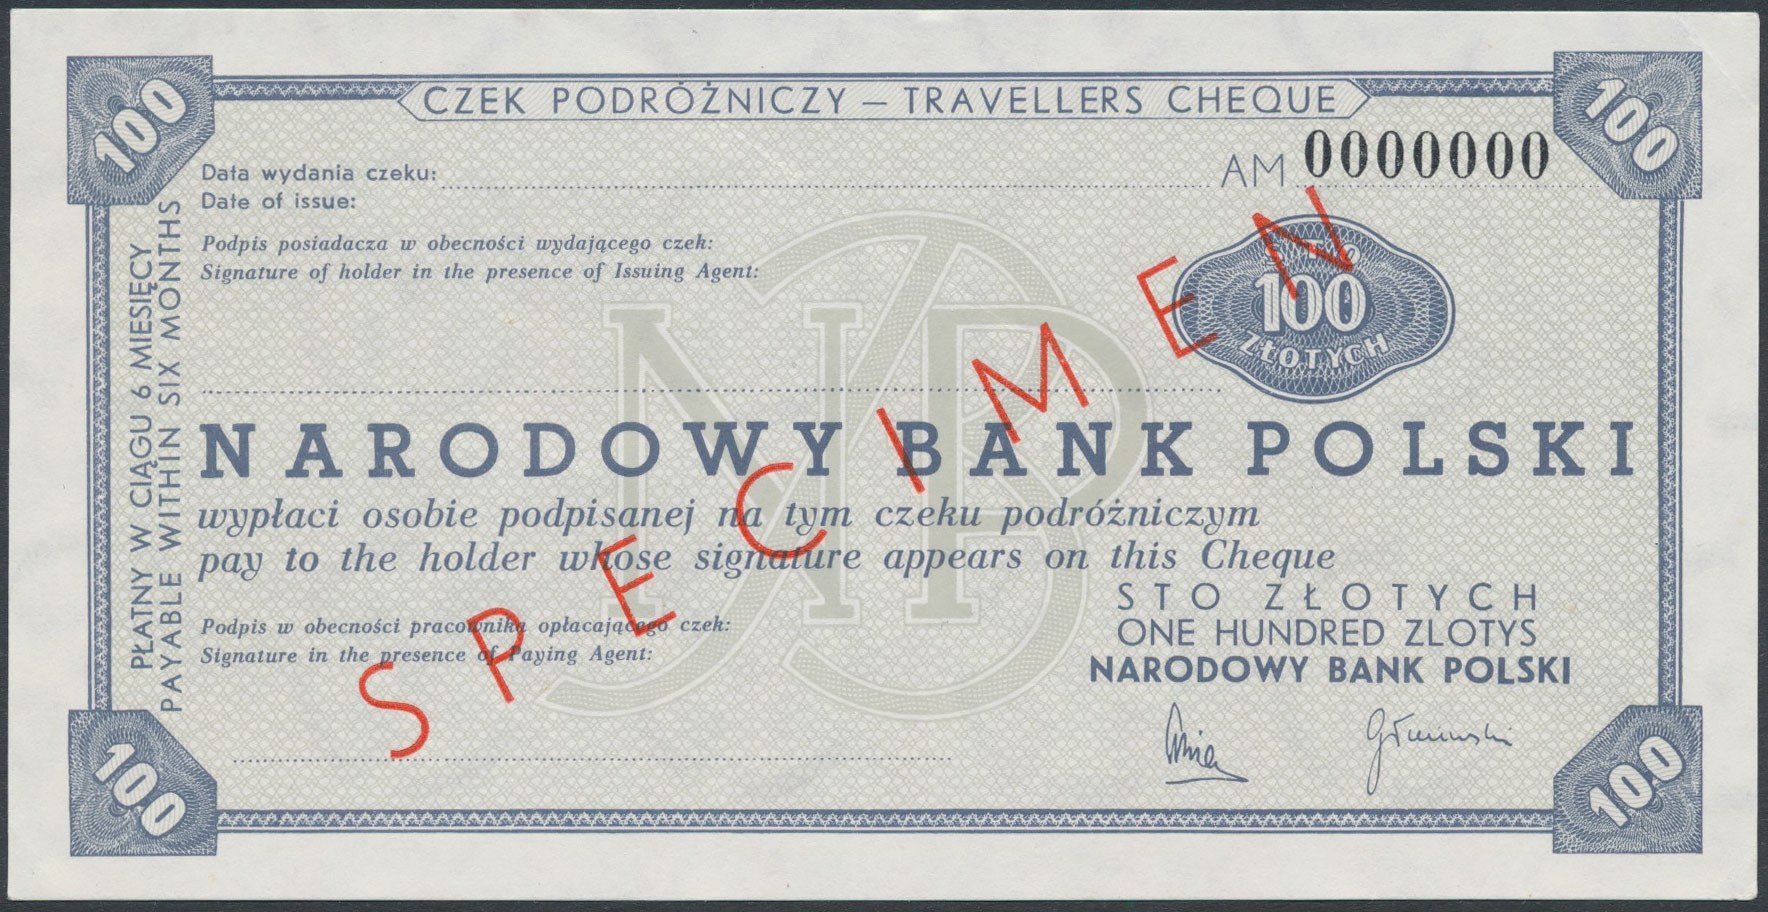 100
100
CZEK PODRÓŻNICZY – TRAVELLERS CHEQUE
AM 0000000
Data wydania czeku:
Date of issue:
Podpis posiadacza w obecności wydającego czek:
Signature of holder in the presence of Issuing Agent:
STO
100
ZŁOTYCH
PŁATNY W CIĄGU 6 MIESIĘCY
PAYABLE WITHIN SIX MONTHS
NBP
NARODOWY BANK POLSKI
wypłaci osobie podpisanej na tym czeku podróżniczym
pay to the holder whose signature appears on this Cheque
STO ZŁOTYCH
ONE HUNDRED ZLOTYS
NARODOWY BANK POLSKI
Podpis w obecności pracownika opłacającego czek:
Signature in the presence of Paying Agent:
SPECIMEN
100
100